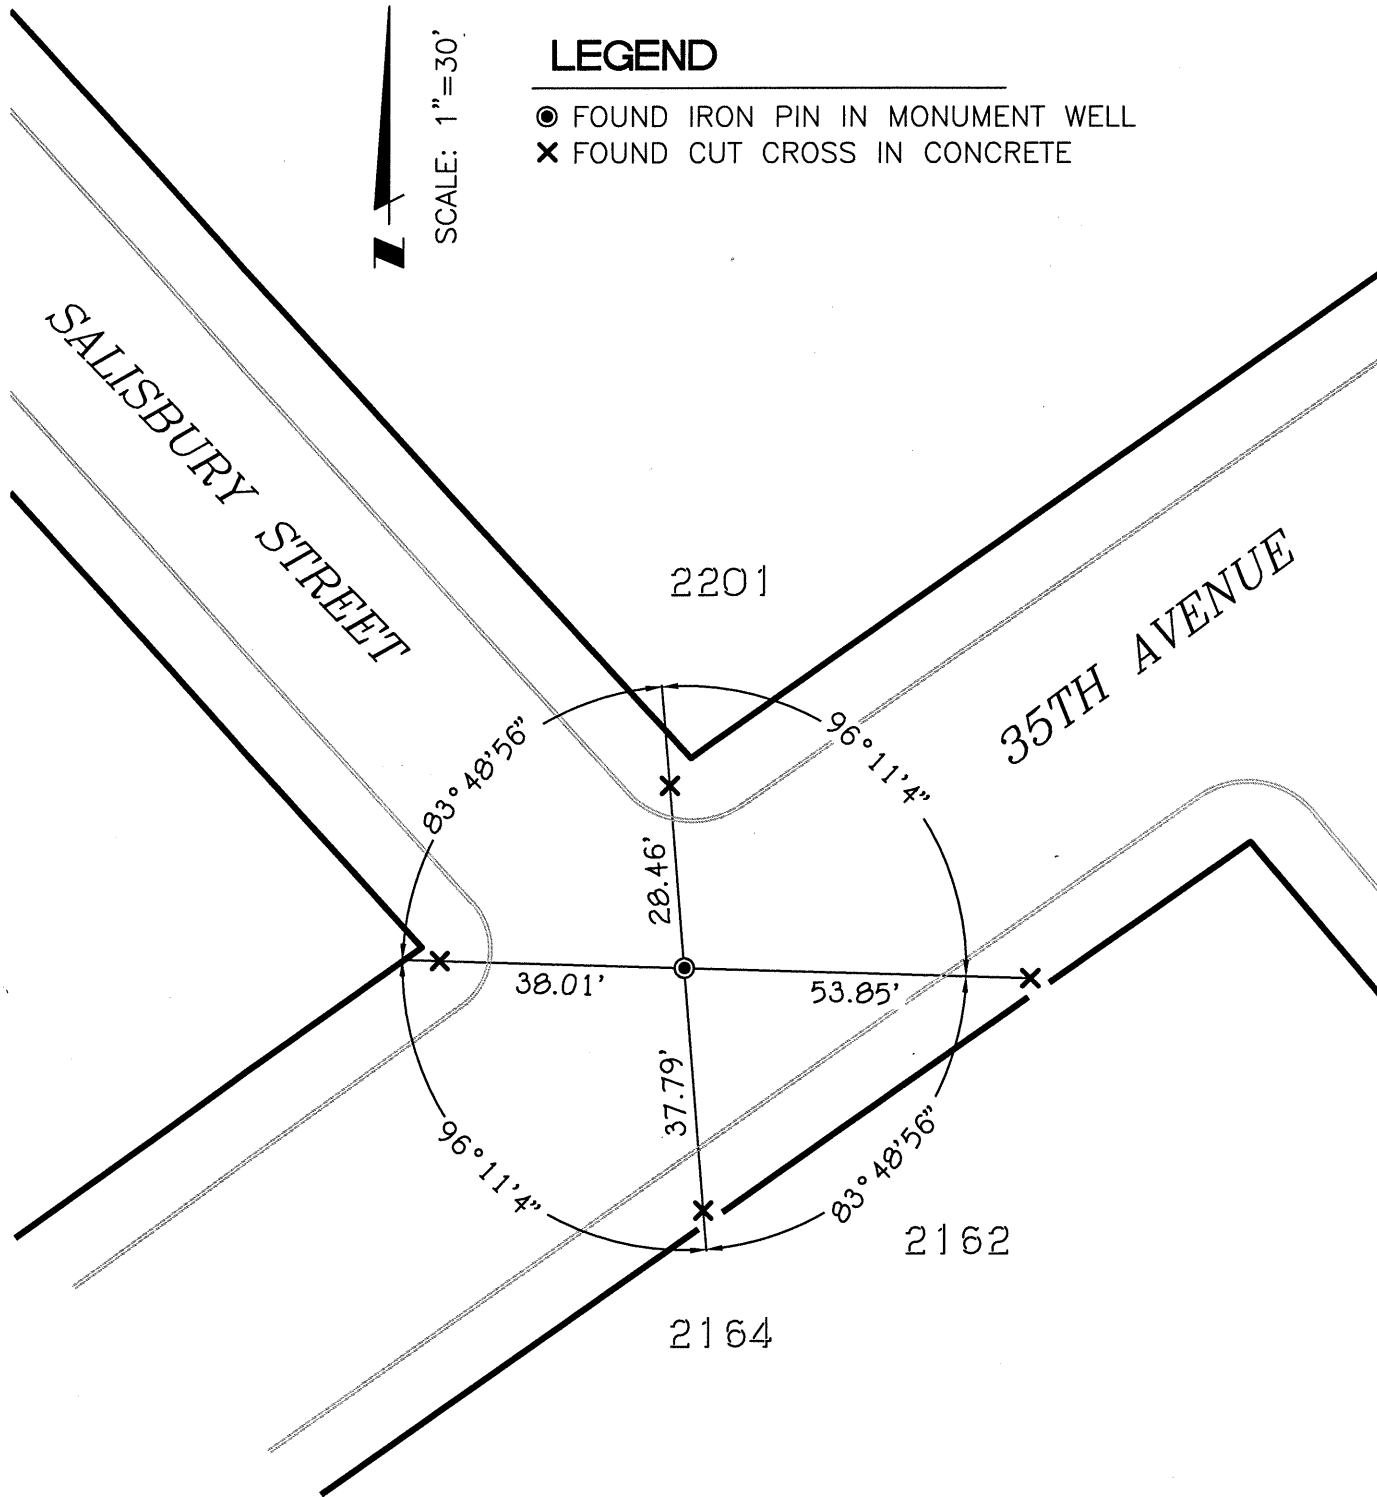 LEGEND
FOUND IRON PIN IN MONUMENT WELL
FOUND CUT CROSS IN CONCRETE
SCALE: 1"=30'
N
SALISBURY STREET
2201
35TH AVENUE
83°48'56"
96°11'4"
28.46'
38.01'
53.85'
37.79'
96°11'4"
83°48'56"
2162
2164